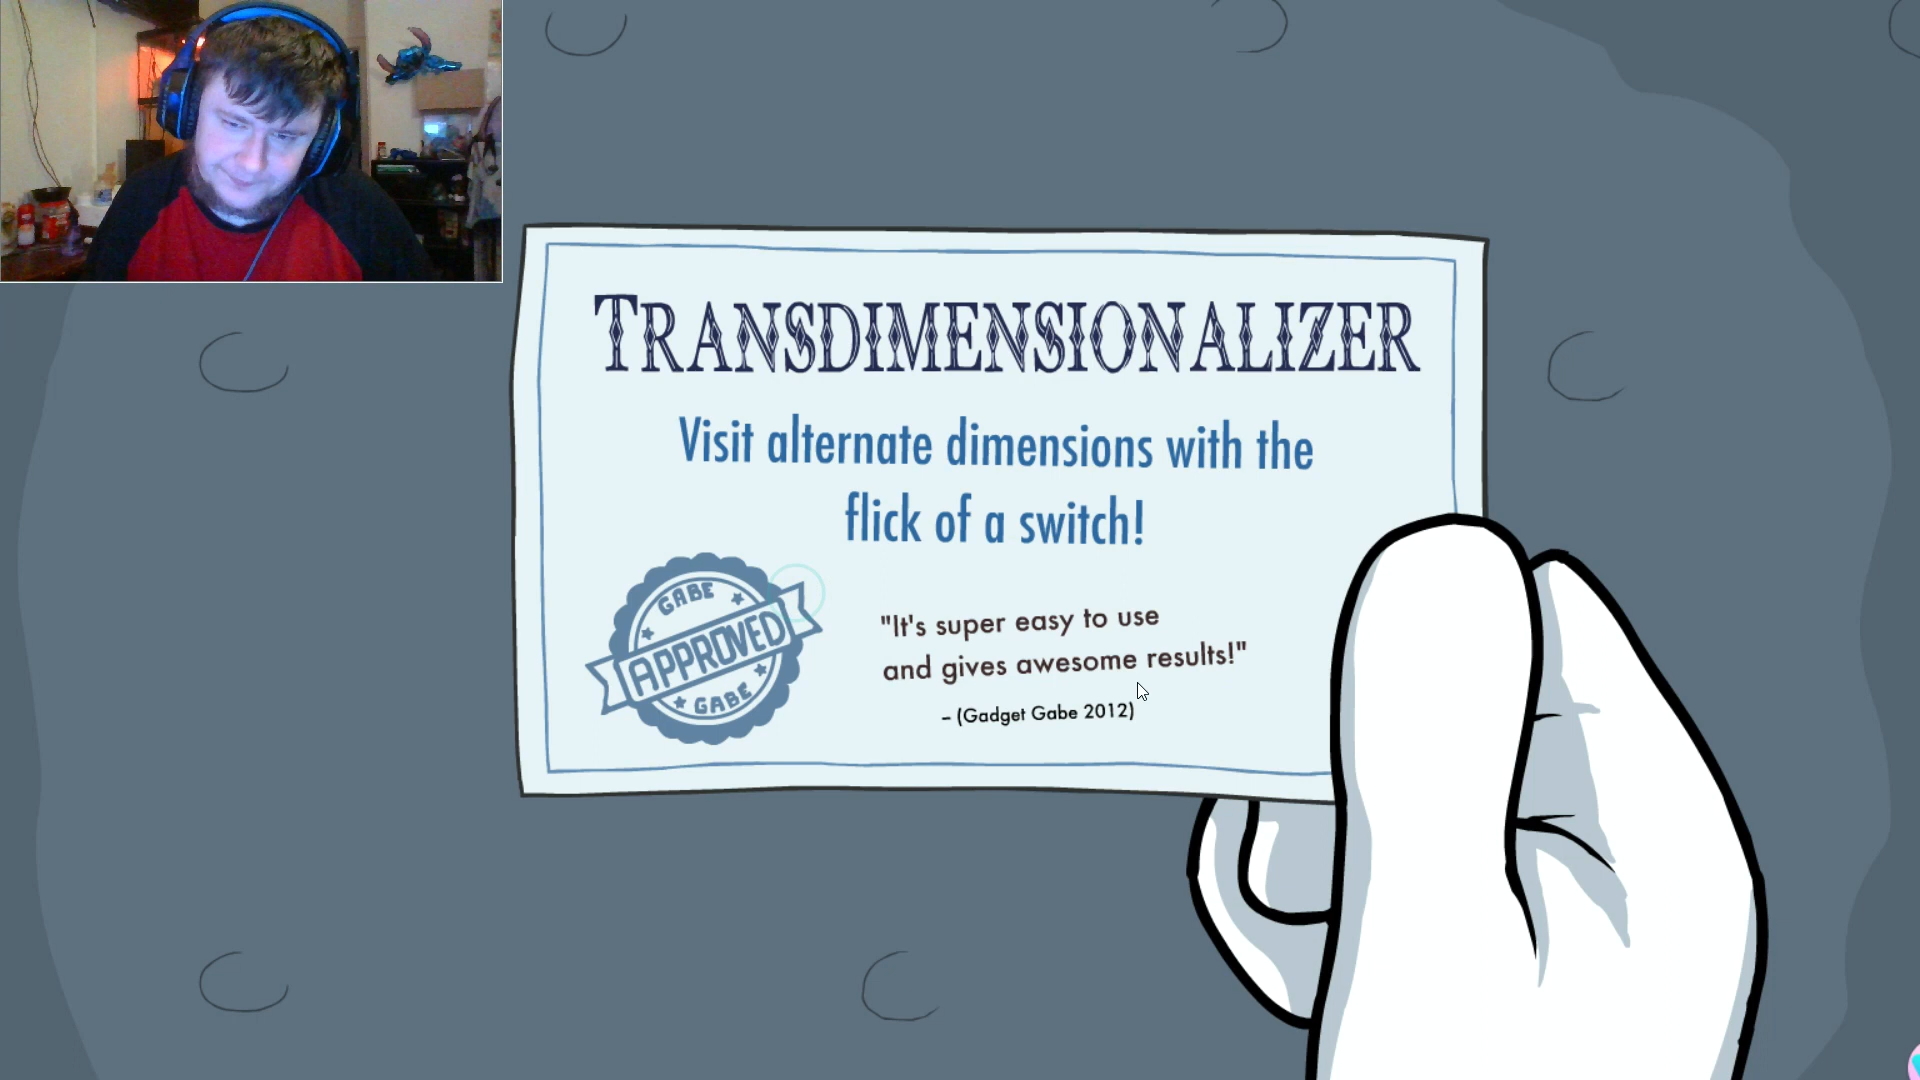 TRANSDIMENSIONALIZER
Visit alternate dimensions with the
flick of a switch!
GABE
APPROVED
GABE
"It's super easy to use
and gives awesome results!"
– (Gadget Gabe 2012)